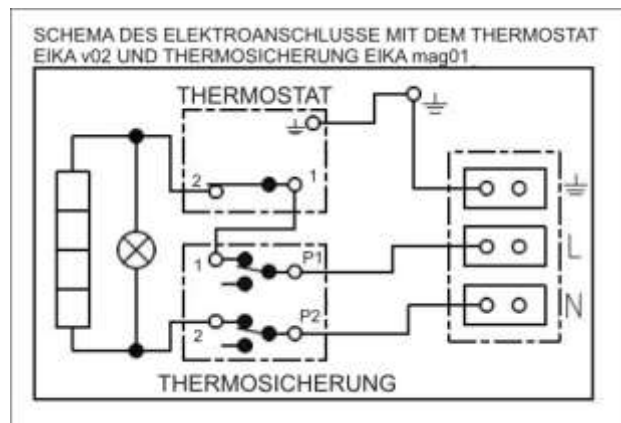 SCHEMA DES ELEKTROANSCHLUSSE MIT DEM THERMOSTAT
EIKA v02 UND THERMOSICHERUNG EIKA mag01
THERMOSTAT
2
1
1
P1
L
2
P2
N
THERMOSICHERUNG